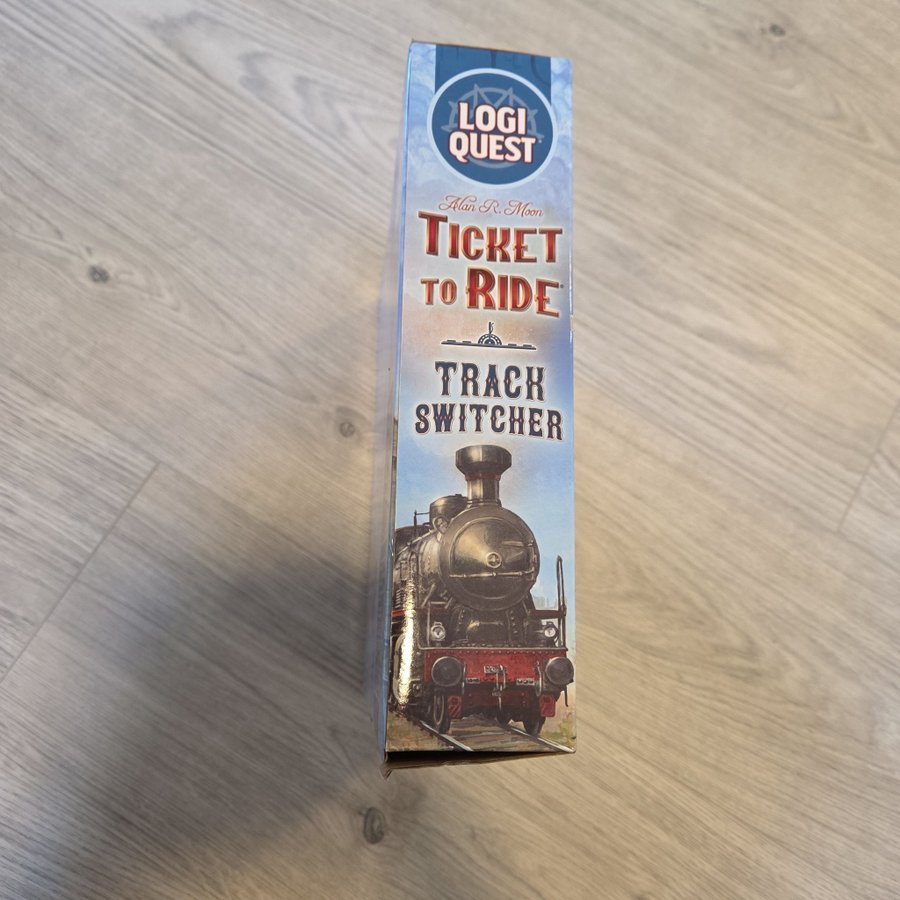 LOGI
QUEST
Alan R. Moon
TICKET
TO RIDE®
TRACK
SWITCHER